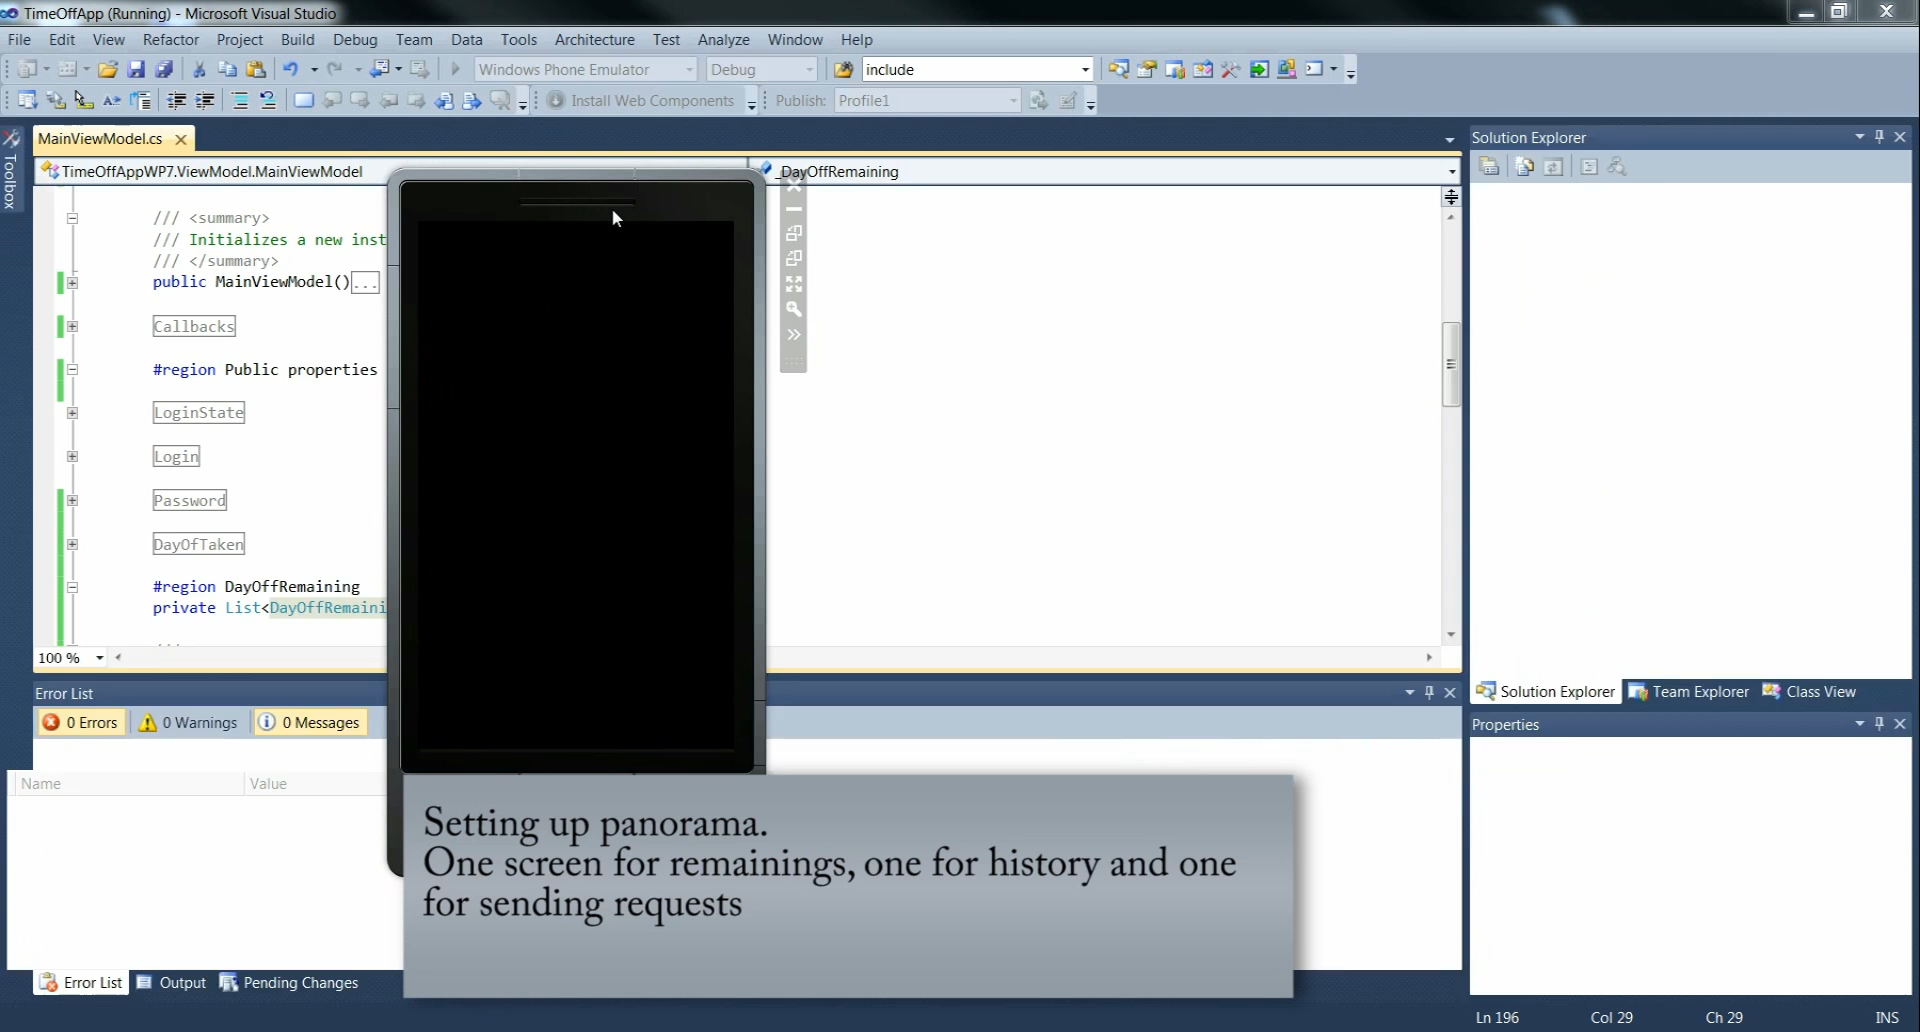 TimeOffApp (Running) - Microsoft Visual Studio
File Edit View Refactor Project Build Debug Team Data Tools Architecture Test Analyze Window Help
Windows Phone Emulator Debug include
Install Web Components Publish: Profile1
Toolbox
MainViewModel.cs
TimeOffAppWP7.ViewModel.MainViewModel _DayOffRemaining
/// <summary>
/// Initializes a new inst
/// </summary>
public MainViewModel()...
Callbacks
#region Public properties
LoginState
Login
Password
DayOfTaken
#region DayOffRemaining
private List<DayOffRemaini
100 %
Error List
0 Errors 0 Warnings 0 Messages
Name Value
Setting up panorama.
One screen for remainings, one for history and one
for sending requests
Error List Output Pending Changes
Solution Explorer
Solution Explorer Team Explorer Class View
Properties
Ln 196 Col 29 Ch 29 INS